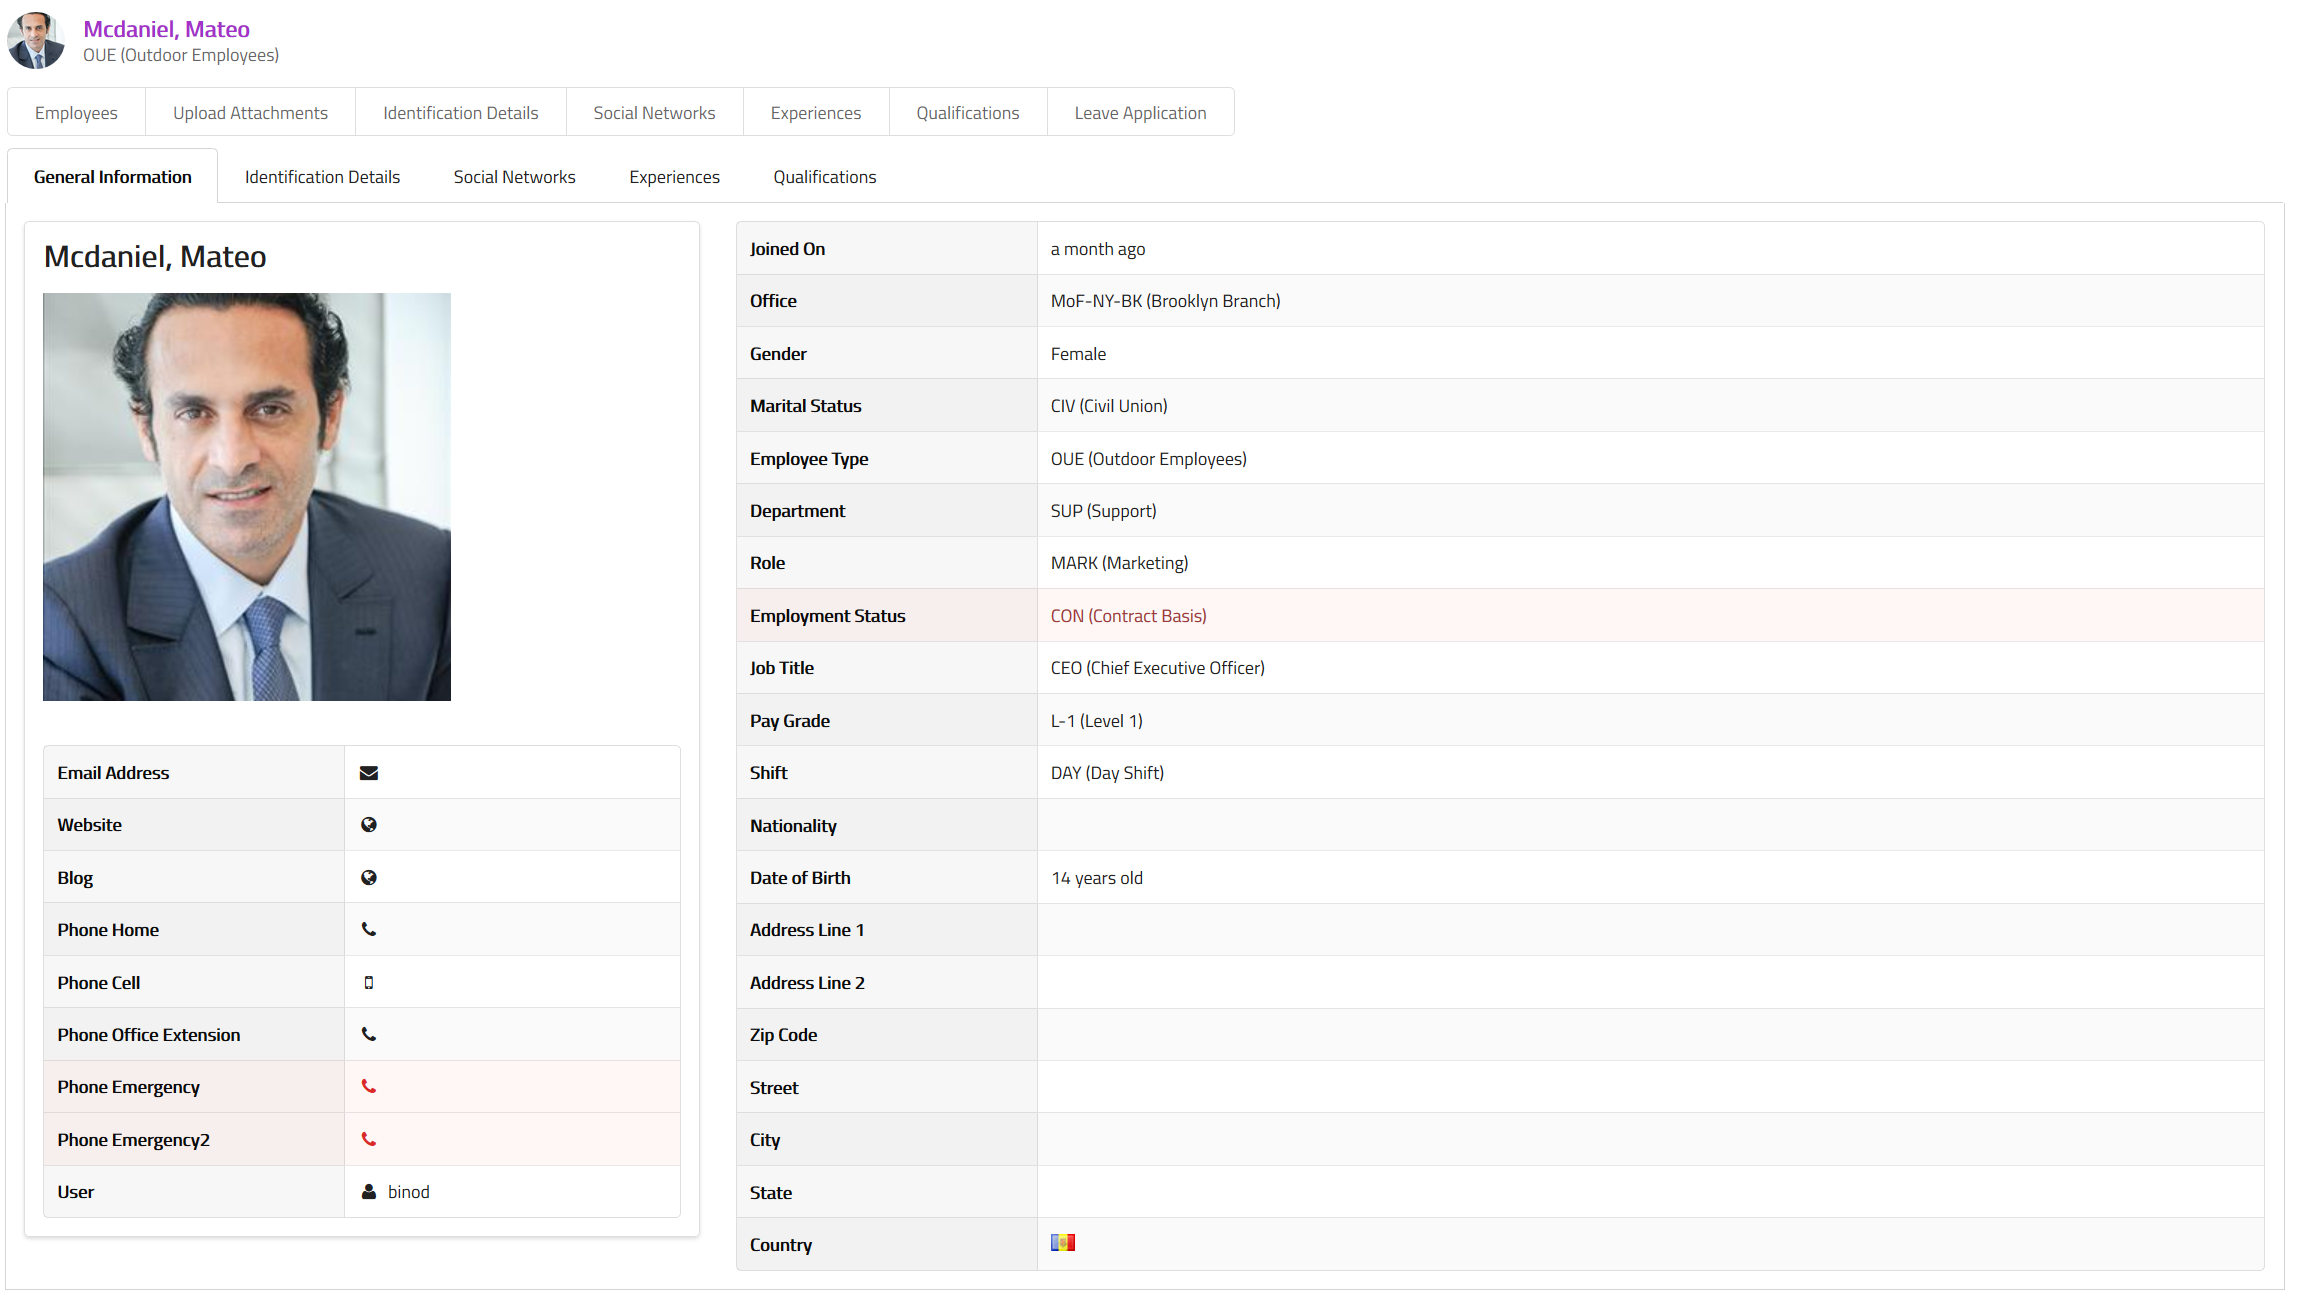 Mcdaniel, Mateo
OUE (Outdoor Employees)
Employees
Upload Attachments
Identification Details
Social Networks
Experiences
Qualifications
Leave Application
General Information
Identification Details
Social Networks
Experiences
Qualifications
Mcdaniel, Mateo
Email Address
Website
Blog
Phone Home
Phone Cell
Phone Office Extension
Phone Emergency
Phone Emergency2
User binod
Joined On a month ago
Office MoF-NY-BK (Brooklyn Branch)
Gender Female
Marital Status CIV (Civil Union)
Employee Type OUE (Outdoor Employees)
Department SUP (Support)
Role MARK (Marketing)
Employment Status CON (Contract Basis)
Job Title CEO (Chief Executive Officer)
Pay Grade L-1 (Level 1)
Shift DAY (Day Shift)
Nationality
Date of Birth 14 years old
Address Line 1
Address Line 2
Zip Code
Street
City
State
Country